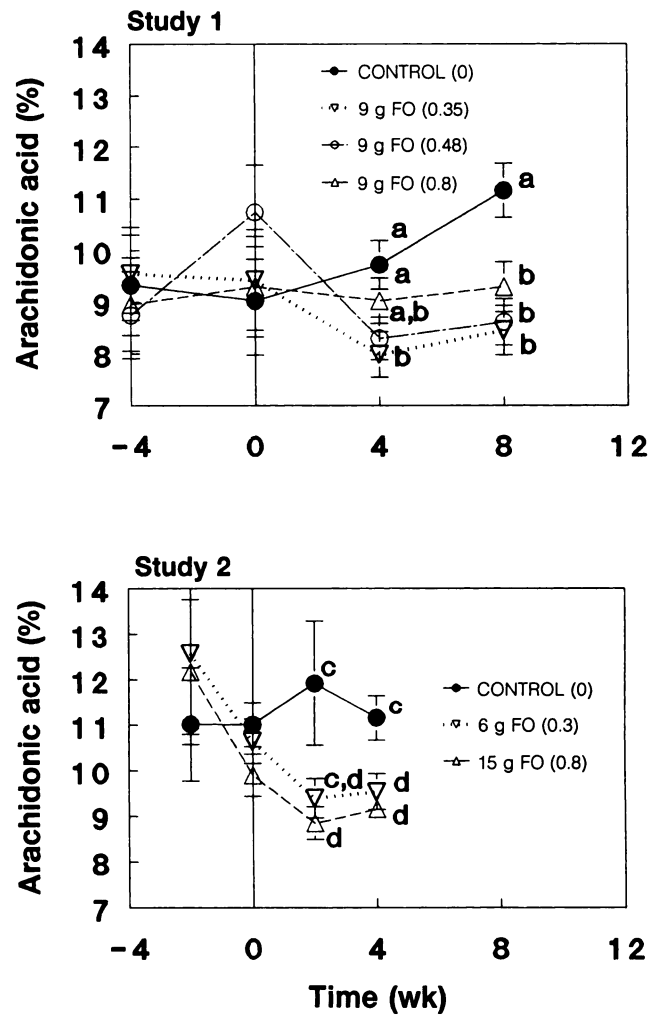 Study 1
Arachidonic acid (%)
14
13
12
11
10
9
8
7
CONTROL (0)
9 g FO (0.35)
9 g FO (0.48)
9 g FO (0.8)
a
a
a
b
a,b
b
b
b
-4 0 4 8 12
Study 2
Arachidonic acid (%)
14
13
12
11
10
9
8
7
CONTROL (0)
6 g FO (0.3)
15 g FO (0.8)
c
c
c,d
d
d
d
-4 0 4 8 12
Time (wk)